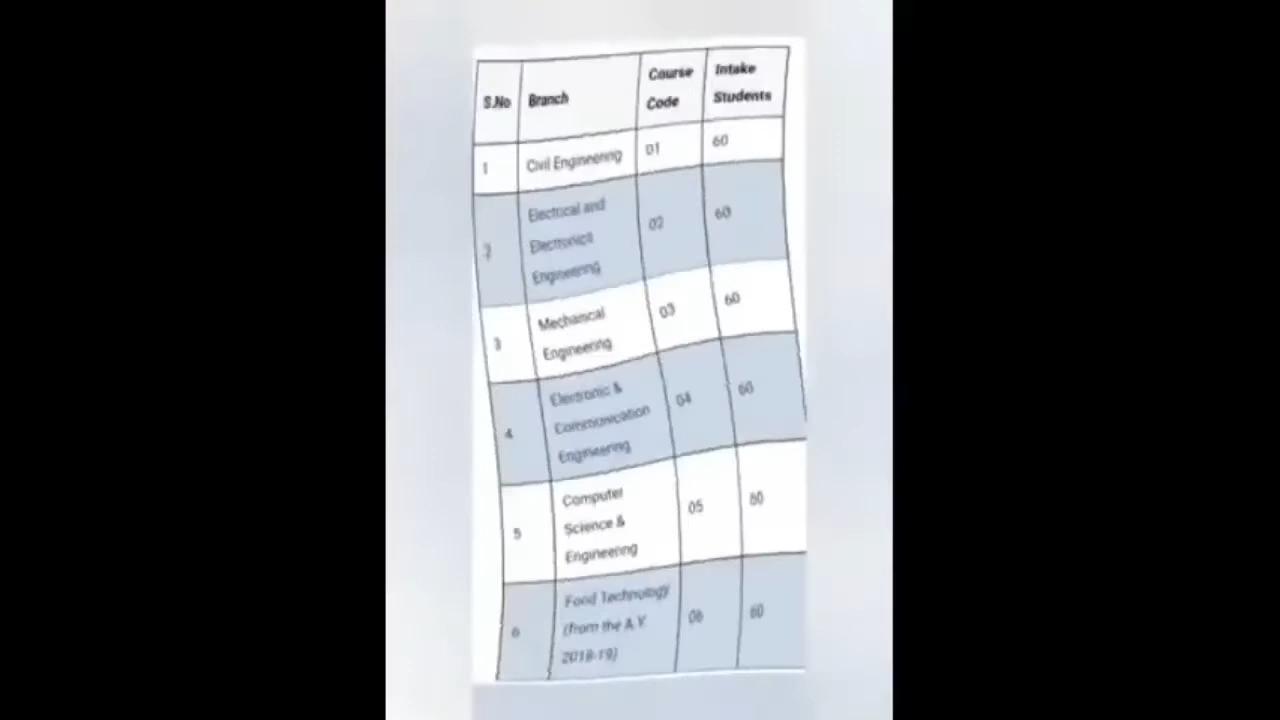 S.No Branch Course Code Intake Students
1 Civil Engineering 01 60
2 Electrical and Electronics Engineering 02 60
3 Mechanical Engineering 03 60
4 Electronic & Communication Engineering 04 60
5 Computer Science & Engineering 05 60
6 Food Technology (from the A.Y. 2018-19) 06 60